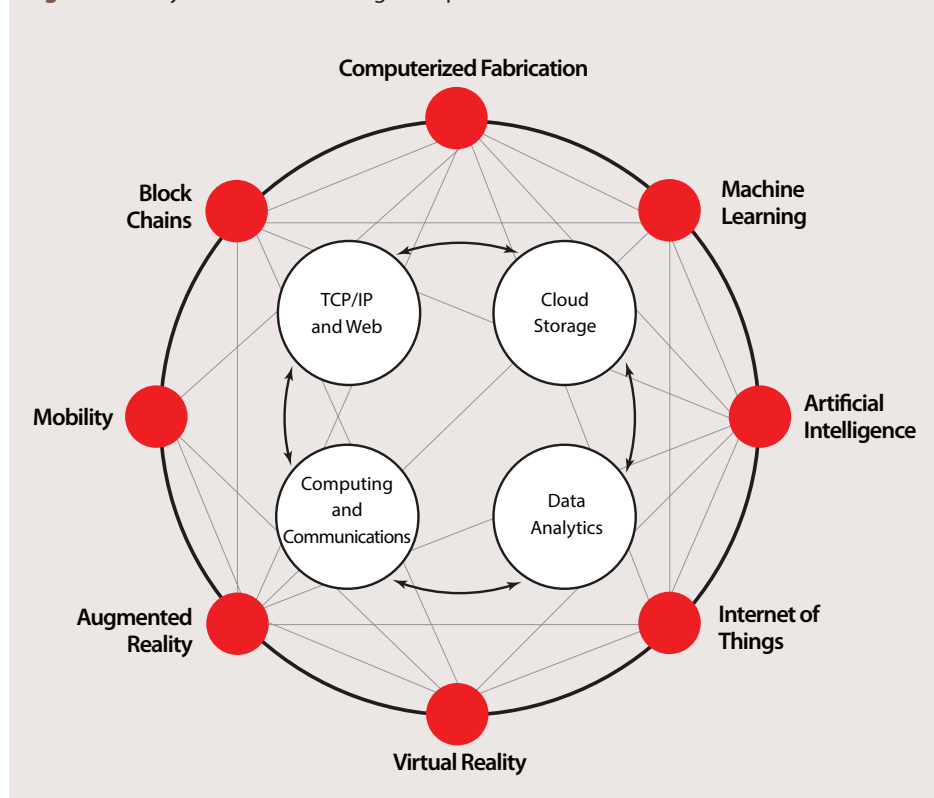 Computerized Fabrication
Block
Chains
Machine
Learning
TCP/IP
and Web
Cloud
Storage
Mobility
Artificial
Intelligence
Computing
and
Communications
Data
Analytics
Augmented
Reality
Internet of
Things
Virtual Reality